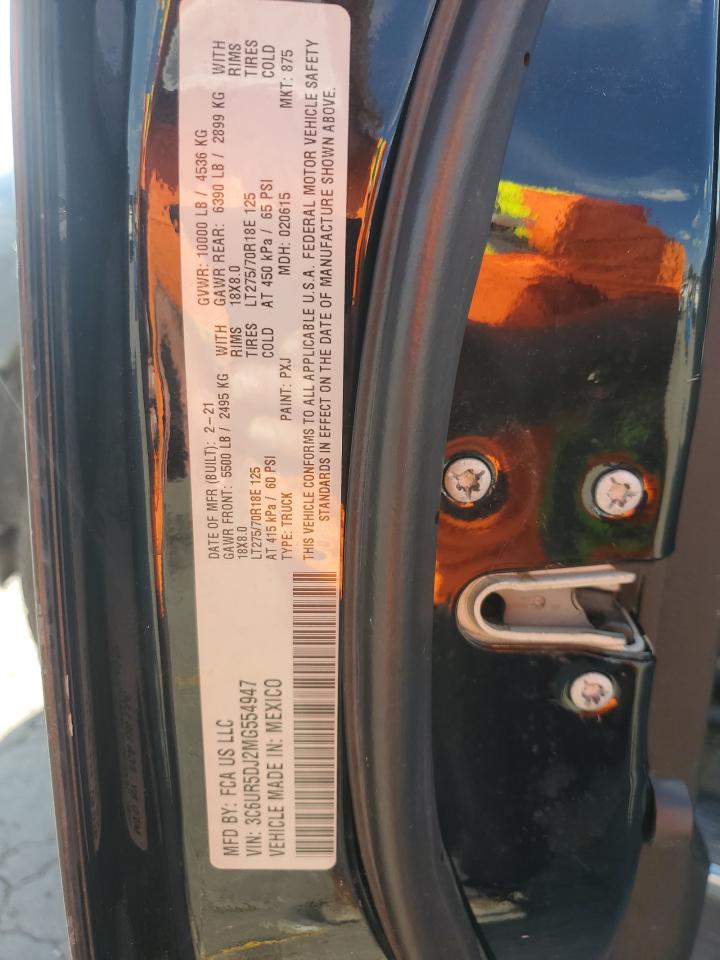 MFD BY: FCA US LLC
VIN: 3C6UR5DJ2MG554947
VEHICLE MADE IN: MEXICO
DATE OF MFR (BUILT): 2-21 GVWR: 10000 LB / 4536 KG
GAWR FRONT: 5500 LB / 2495 KG WITH GAWR REAR: 6390 LB / 2899 KG WITH
18X8.0 RIMS 18X8.0 RIMS
LT275/70R18E 125 TIRES LT275/70R18E 125 TIRES
AT 415 kPa / 60 PSI COLD AT 450 kPa / 65 PSI COLD
TYPE: TRUCK PAINT: PXJ MDH: 020615 MKT: 875
THIS VEHICLE CONFORMS TO ALL APPLICABLE U.S.A. FEDERAL MOTOR VEHICLE SAFETY
STANDARDS IN EFFECT ON THE DATE OF MANUFACTURE SHOWN ABOVE.